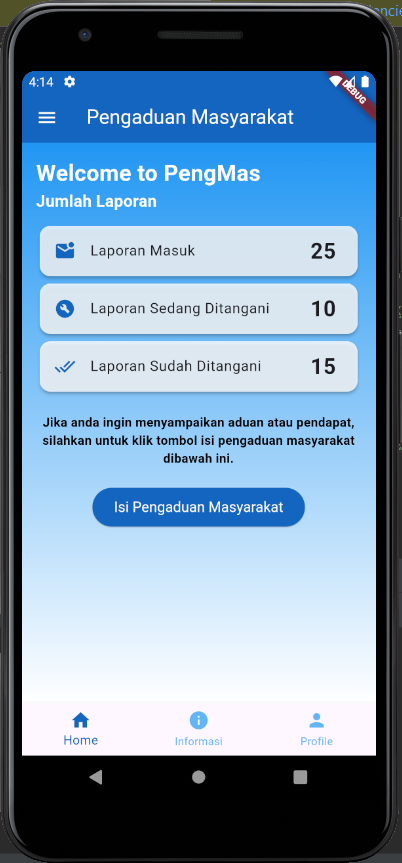 4:14
DEBUG
Pengaduan Masyarakat
Welcome to PengMas
Jumlah Laporan
Laporan Masuk 25
Laporan Sedang Ditangani 10
Laporan Sudah Ditangani 15
Jika anda ingin menyampaikan aduan atau pendapat,
silahkan untuk klik tombol isi pengaduan masyarakat
dibawah ini.
Isi Pengaduan Masyarakat
Home Informasi Profile